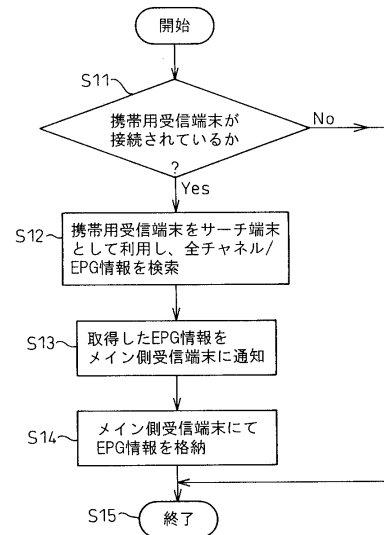 開始
S11
携帯用受信端末が
接続されているか
?
No
Yes
S12
携帯用受信端末をサーチ端末
として利用し、全チャネル/
EPG情報を検索
S13
取得したEPG情報を
メイン側受信端末に通知
S14
メイン側受信端末にて
EPG情報を格納
S15
終了